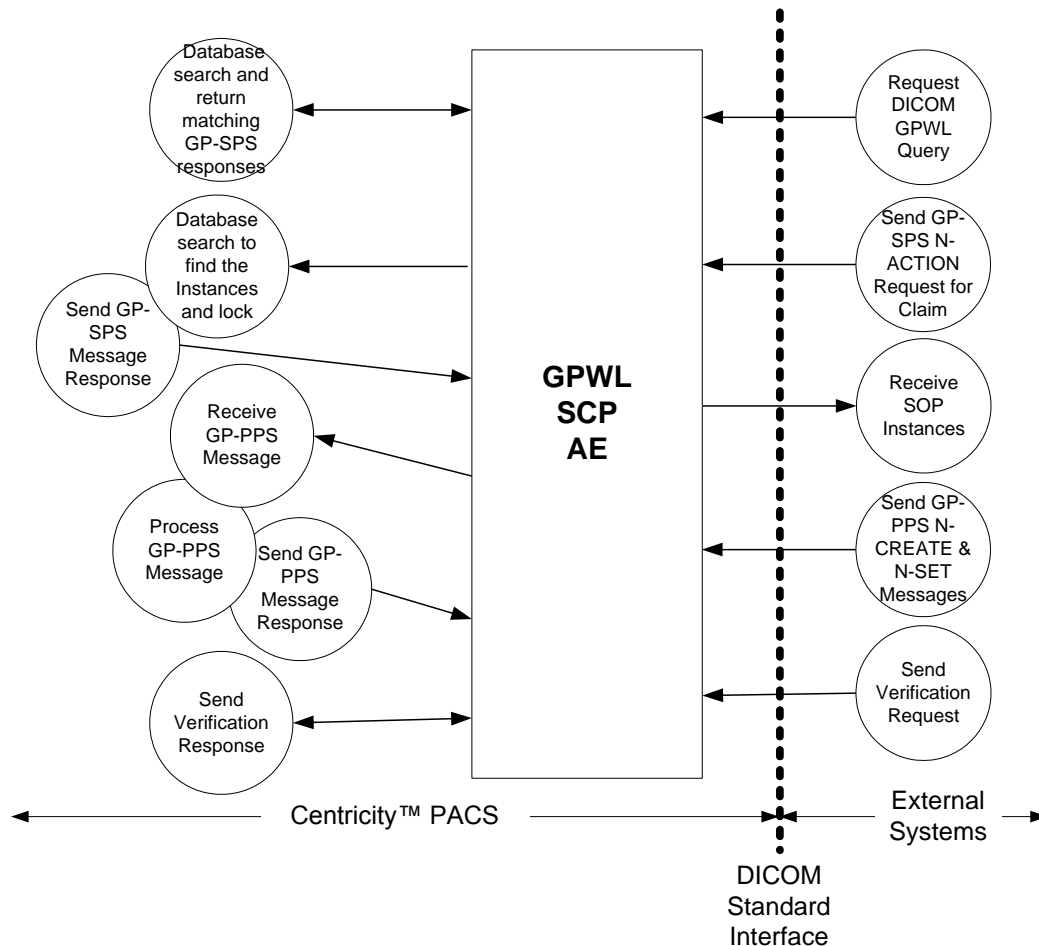 Database
search and
return
matching
GP-SPS
responses
Database
search to
find the
Instances
and lock
Send GP-
SPS
Message
Response
Receive
GP-PPS
Message
Process
GP-PPS
Message
Send GP-
PPS
Message
Response
Send
Verification
Response
GPWL
SCP
AE
Request
DICOM
GPWL
Query
Send GP-
SPS N-
ACTION
Request for
Claim
Receive
SOP
Instances
Send GP-
PPS N-
CREATE &
N-SET
Messages
Send
Verification
Request
Centricity™ PACS
External
Systems
DICOM
Standard
Interface